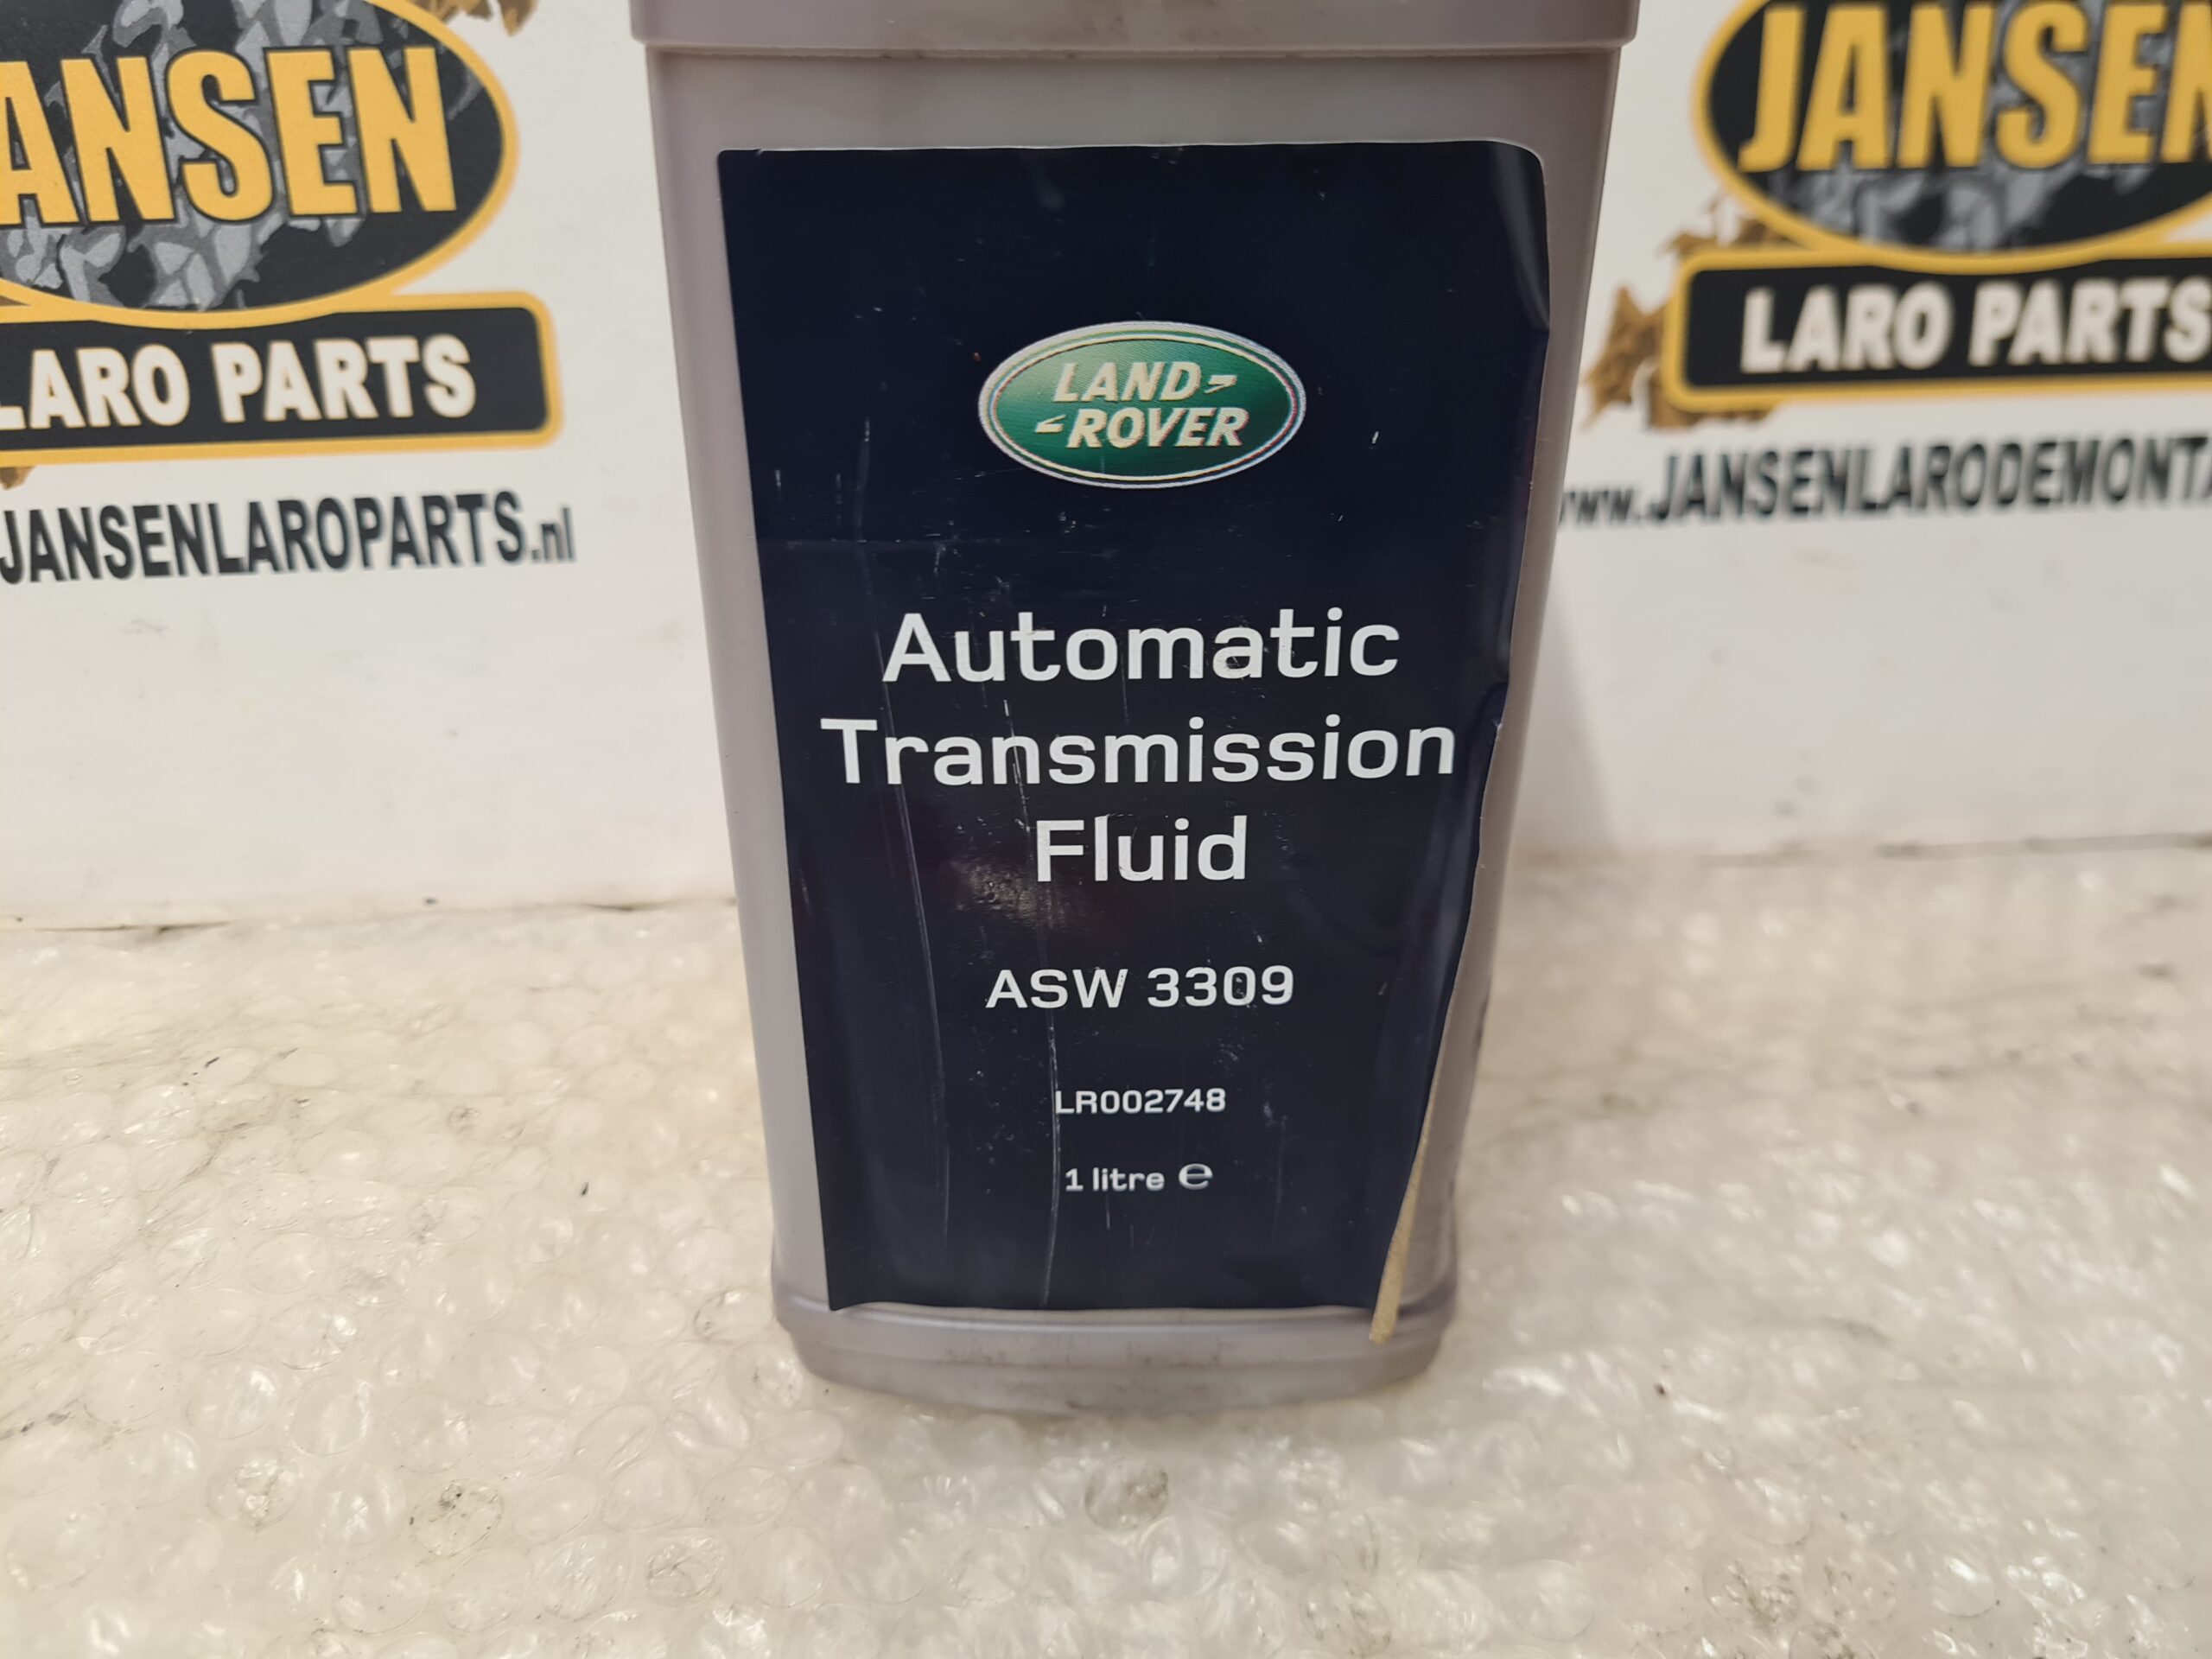 JANSEN
LARO PARTS
JANSENLAROPARTS.nl
LAND
ROVER
Automatic
Transmission
Fluid
ASW 3309
LR002748
1 litre ℮
JANSEN
LARO PARTS
www.JANSENLARODEMONTA